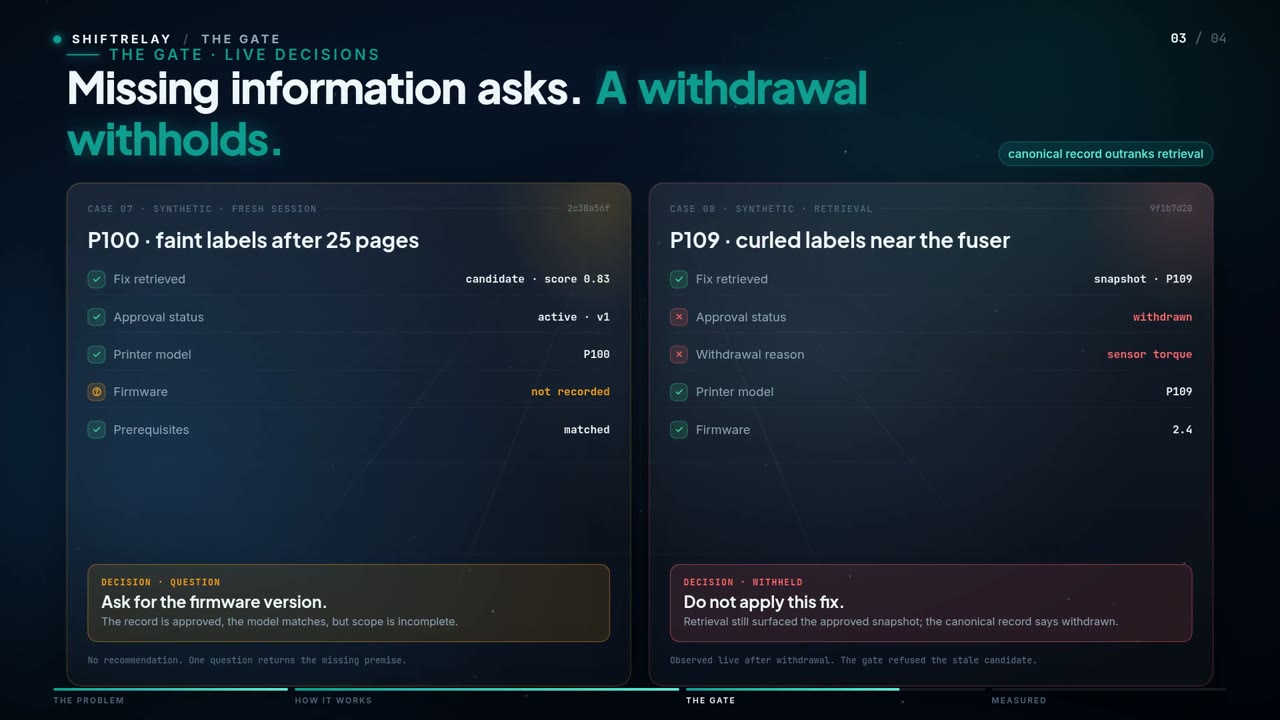 SHIFTRELAY / THE GATE
03 / 04
THE GATE · LIVE DECISIONS
Missing information asks. A withdrawal
withholds.
canonical record outranks retrieval
CASE 07 · SYNTHETIC · FRESH SESSION 2c30a56f
P100 · faint labels after 25 pages
Fix retrieved candidate · score 0.83
Approval status active · v1
Printer model P100
Firmware not recorded
Prerequisites matched
DECISION · QUESTION
Ask for the firmware version.
The record is approved, the model matches, but scope is incomplete.
No recommendation. One question returns the missing premise.
CASE 08 · SYNTHETIC · RETRIEVAL 9f1b7d20
P109 · curled labels near the fuser
Fix retrieved snapshot · P109
Approval status withdrawn
Withdrawal reason sensor torque
Printer model P109
Firmware 2.4
DECISION · WITHHELD
Do not apply this fix.
Retrieval still surfaced the approved snapshot; the canonical record says withdrawn.
Observed live after withdrawal. The gate refused the stale candidate.
THE PROBLEM
HOW IT WORKS
THE GATE
MEASURED